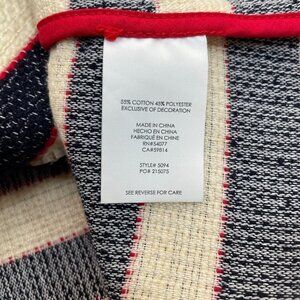 55% COTTON 45% POLYESTER
EXCLUSIVE OF DECORATION
MADE IN CHINA
HECHO EN CHINA
FABRIQUÉ EN CHINE
RN#54077
CA#59814
STYLE# 5094
PO# 215075
SEE REVERSE FOR CARE